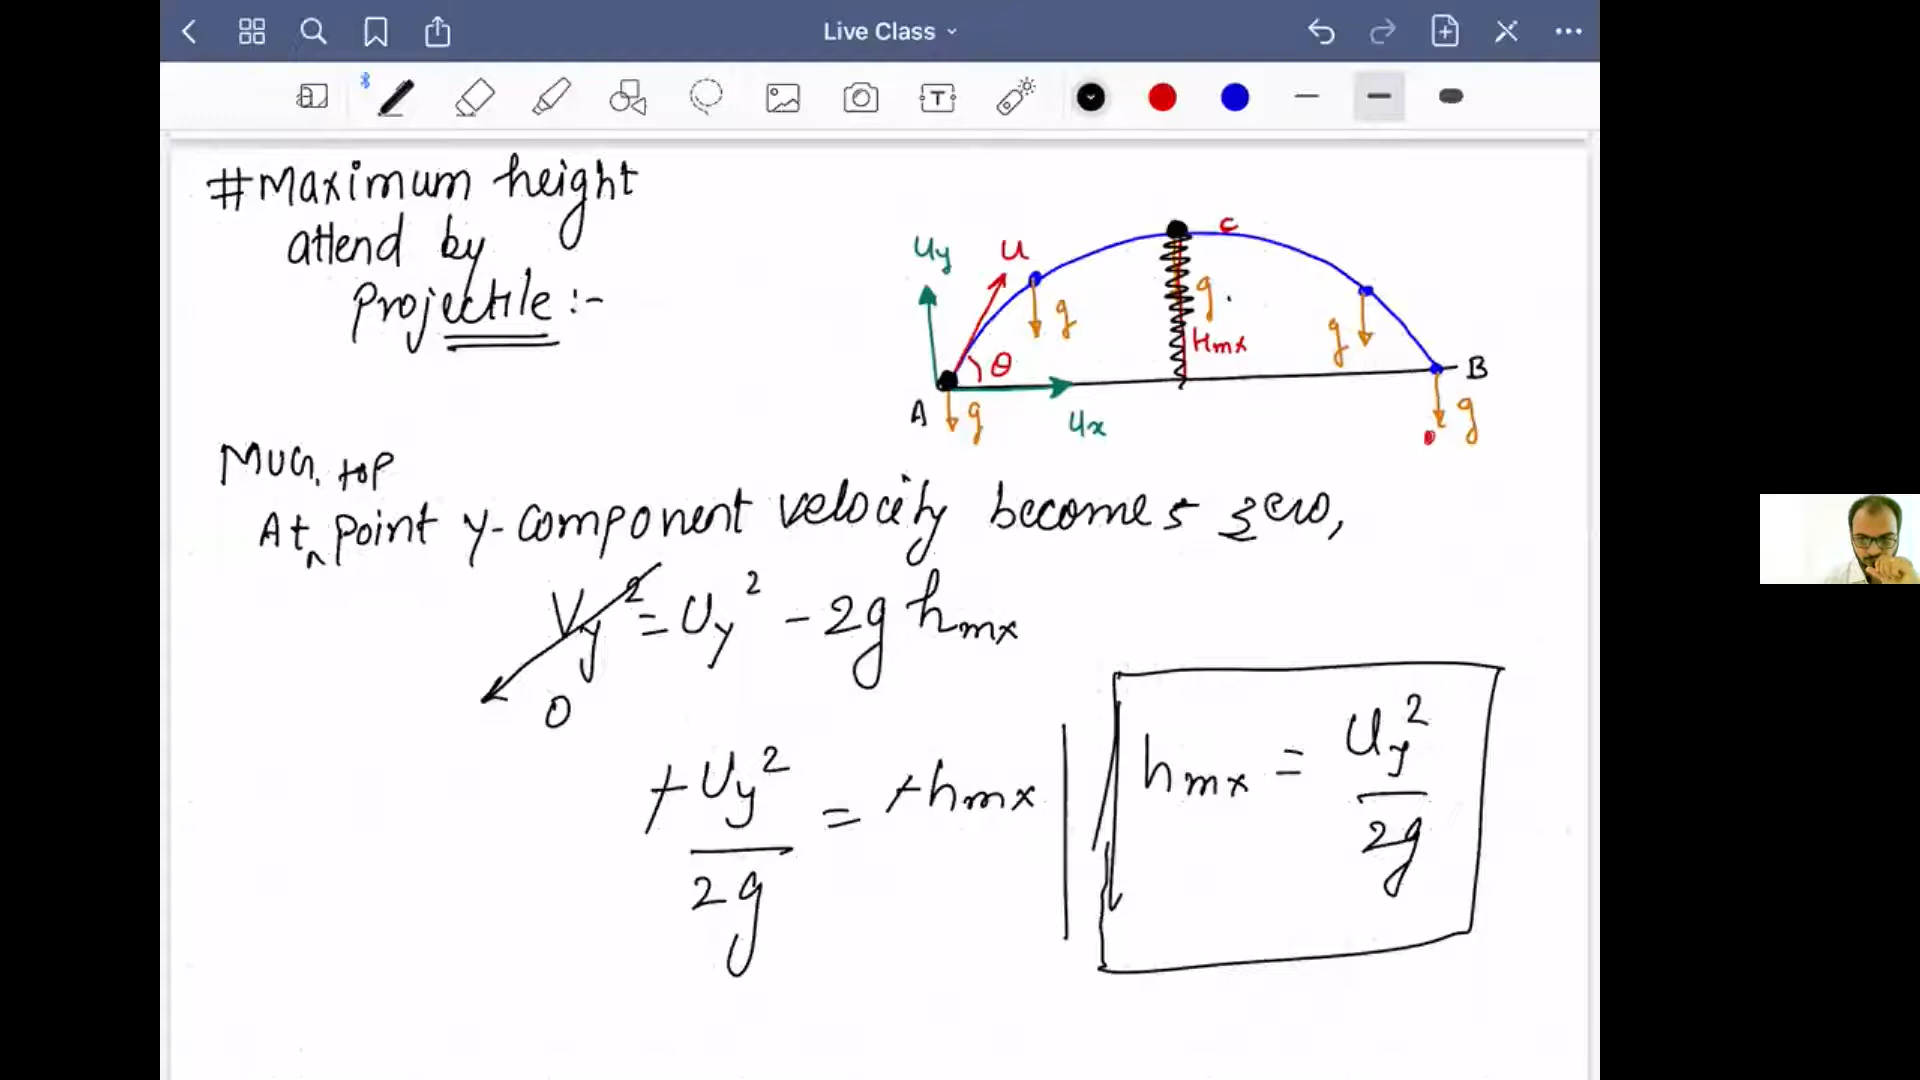 Live Class
T
#Maximum height
attend by
Projectile :-
Uy
U
C
g
g
Hmx
g
θ
A
g
Ux
B
g
top
At ^ point y-component velocity becomes zero,
Vy² = Uy² - 2g hmx
0
+Uy²/2g = +hmx
hmx = Uy²/2g